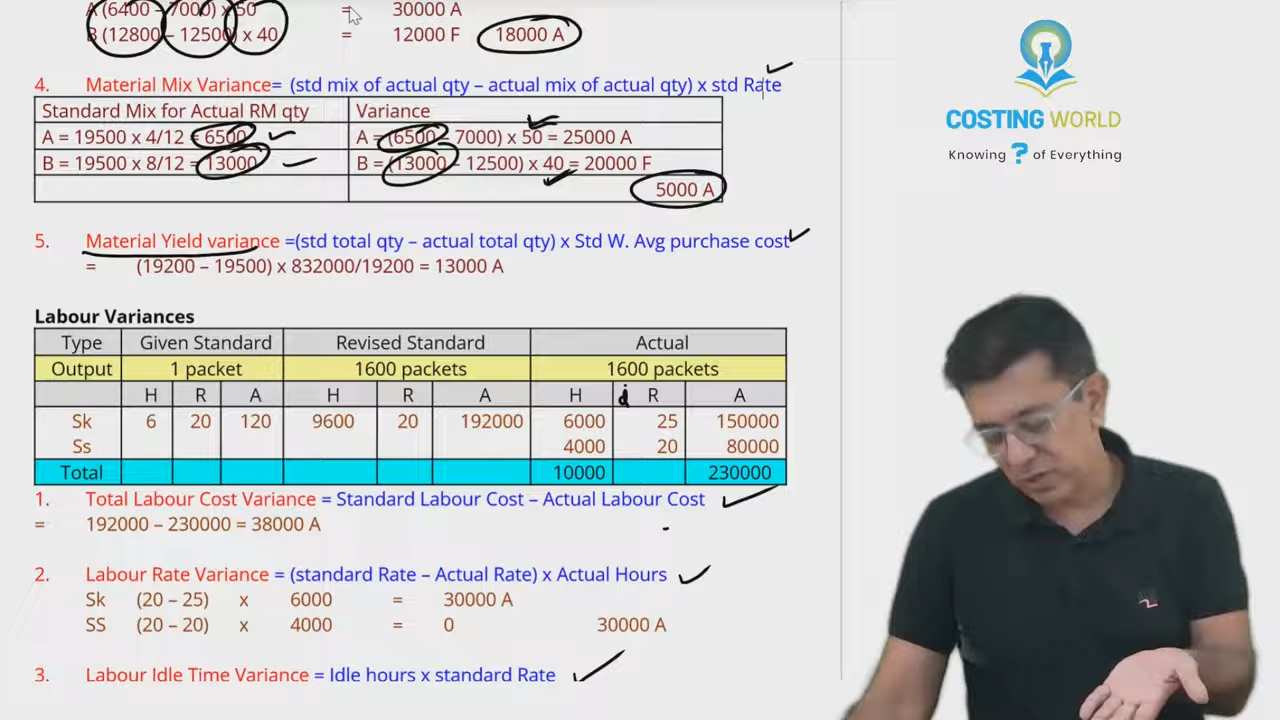 A (6400 – 7000) x 50 = 30000 A
B (12800 – 12500) x 40 = 12000 F 18000 A
4. Material Mix Variance= (std mix of actual qty – actual mix of actual qty) x std Rate
Standard Mix for Actual RM qty Variance
A = 19500 x 4/12 = 6500 A = (6500 – 7000) x 50 = 25000 A
B = 19500 x 8/12 = 13000 B = (13000 – 12500) x 40 = 20000 F
5000 A
5. Material Yield variance =(std total qty – actual total qty) x Std W. Avg purchase cost
= (19200 – 19500) x 832000/19200 = 13000 A
Labour Variances
Type Given Standard Revised Standard Actual
Output 1 packet 1600 packets 1600 packets
H R A H R A H R A
Sk 6 20 120 9600 20 192000 6000 25 150000
Ss 4000 20 80000
Total 10000 230000
1. Total Labour Cost Variance = Standard Labour Cost – Actual Labour Cost
= 192000 – 230000 = 38000 A
2. Labour Rate Variance = (standard Rate – Actual Rate) x Actual Hours
Sk (20 – 25) x 6000 = 30000 A
SS (20 – 20) x 4000 = 0 30000 A
3. Labour Idle Time Variance = Idle hours x standard Rate
COSTING WORLD
Knowing ? of Everything